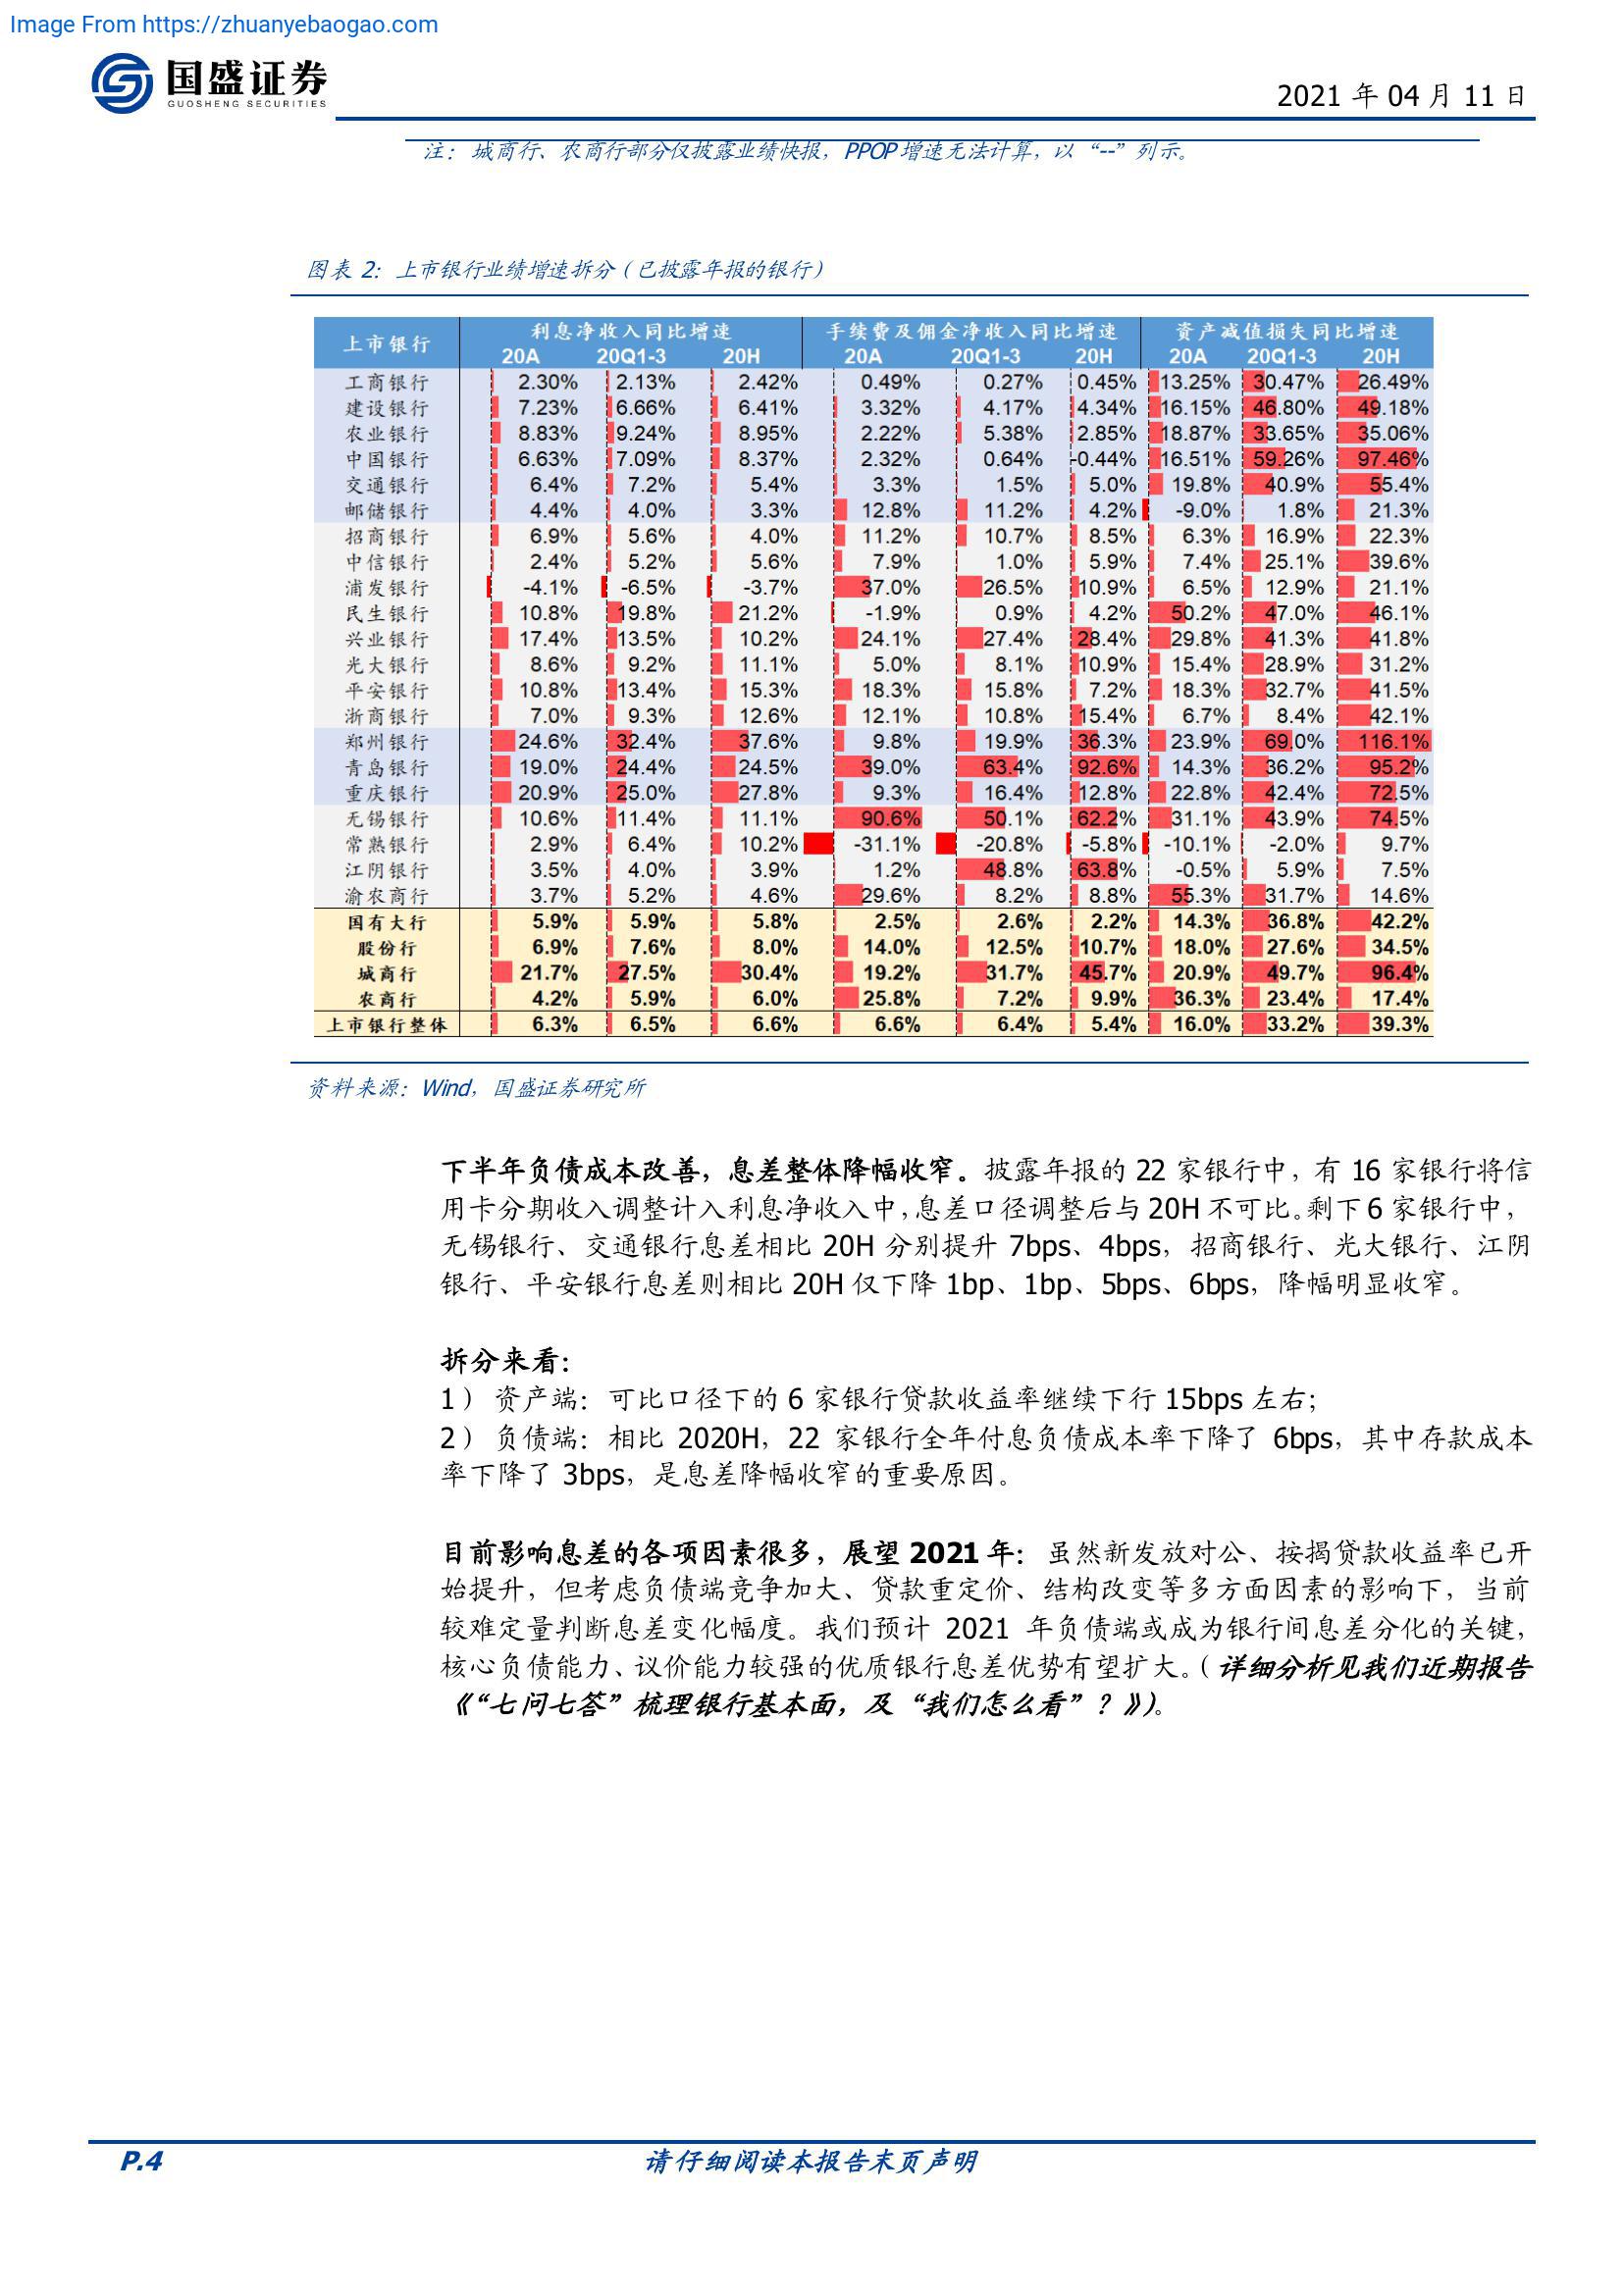 Image From https://zhuanyebaogao.com
国盛证券
GUOSHENG SECURITIES
2021 年 04 月 11 日
注：城商行、农商行部分仅披露业绩快报，PPOP 增速无法计算，以“--”列示。
图表 2：上市银行业绩增速拆分（已披露年报的银行）
上市银行 利息净收入同比增速 手续费及佣金净收入同比增速 资产减值损失同比增速
20A 20Q1-3 20H 20A 20Q1-3 20H 20A 20Q1-3 20H
工商银行 2.30% 2.13% 2.42% 0.49% 0.27% 0.45% 13.25% 30.47% 26.49%
建设银行 7.23% 6.66% 6.41% 3.32% 4.17% 4.34% 16.15% 46.80% 49.18%
农业银行 8.83% 9.24% 8.95% 2.22% 5.38% 2.85% 18.87% 33.65% 35.06%
中国银行 6.63% 7.09% 8.37% 2.32% 0.64% -0.44% 16.51% 59.26% 97.46%
交通银行 6.4% 7.2% 5.4% 3.3% 1.5% 5.0% 19.8% 40.9% 55.4%
邮储银行 4.4% 4.0% 3.3% 12.8% 11.2% 4.2% -9.0% 1.8% 21.3%
招商银行 6.9% 5.6% 4.0% 11.2% 10.7% 8.5% 6.3% 16.9% 22.3%
中信银行 2.4% 5.2% 5.6% 7.9% 1.0% 5.9% 7.4% 25.1% 39.6%
浦发银行 -4.1% -6.5% -3.7% 37.0% 26.5% 10.9% 6.5% 12.9% 21.1%
民生银行 10.8% 19.8% 21.2% -1.9% 0.9% 4.2% 50.2% 47.0% 46.1%
兴业银行 17.4% 13.5% 10.2% 24.1% 27.4% 28.4% 29.8% 41.3% 41.8%
光大银行 8.6% 9.2% 11.1% 5.0% 8.1% 10.9% 15.4% 28.9% 31.2%
平安银行 10.8% 13.4% 15.3% 18.3% 15.8% 7.2% 18.3% 32.7% 41.5%
浙商银行 7.0% 9.3% 12.6% 12.1% 10.8% 15.4% 6.7% 8.4% 42.1%
郑州银行 24.6% 32.4% 37.6% 9.8% 19.9% 36.3% 23.9% 69.0% 116.1%
青岛银行 19.0% 24.4% 24.5% 39.0% 63.4% 92.6% 14.3% 36.2% 95.2%
重庆银行 20.9% 25.0% 27.8% 9.3% 16.4% 12.8% 22.8% 42.4% 72.5%
无锡银行 10.6% 11.4% 11.1% 90.6% 50.1% 62.2% 31.1% 43.9% 74.5%
常熟银行 2.9% 6.4% 10.2% -31.1% -20.8% -5.8% -10.1% -2.0% 9.7%
江阴银行 3.5% 4.0% 3.9% 1.2% 48.8% 63.8% -0.5% 5.9% 7.5%
渝农商行 3.7% 5.2% 4.6% 29.6% 8.2% 8.8% 55.3% 31.7% 14.6%
国有大行 5.9% 5.9% 5.8% 2.5% 2.6% 2.2% 14.3% 36.8% 42.2%
股份行 6.9% 7.6% 8.0% 14.0% 12.5% 10.7% 18.0% 27.6% 34.5%
城商行 21.7% 27.5% 30.4% 19.2% 31.7% 45.7% 20.9% 49.7% 96.4%
农商行 4.2% 5.9% 6.0% 25.8% 7.2% 9.9% 36.3% 23.4% 17.4%
上市银行整体 6.3% 6.5% 6.6% 6.6% 6.4% 5.4% 16.0% 33.2% 39.3%
资料来源：Wind，国盛证券研究所
下半年负债成本改善，息差整体降幅收窄。披露年报的 22 家银行中，有 16 家银行将信
用卡分期收入调整计入利息净收入中，息差口径调整后与 20H 不可比。剩下 6 家银行中，
无锡银行、交通银行息差相比 20H 分别提升 7bps、4bps，招商银行、光大银行、江阴
银行、平安银行息差则相比 20H 仅下降 1bp、1bp、5bps、6bps，降幅明显收窄。
拆分来看：
1） 资产端：可比口径下的 6 家银行贷款收益率继续下行 15bps 左右；
2） 负债端：相比 2020H，22 家银行全年付息负债成本率下降了 6bps，其中存款成本
率下降了 3bps，是息差降幅收窄的重要原因。
目前影响息差的各项因素很多，展望 2021 年：虽然新发放对公、按揭贷款收益率已开
始提升，但考虑负债端竞争加大、贷款重定价、结构改变等多方面因素的影响下，当前
较难定量判断息差变化幅度。我们预计 2021 年负债端或成为银行间息差分化的关键，
核心负债能力、议价能力较强的优质银行息差优势有望扩大。（详细分析见我们近期报告
《“七问七答”梳理银行基本面，及“我们怎么看”？》）。
P.4
请仔细阅读本报告末页声明